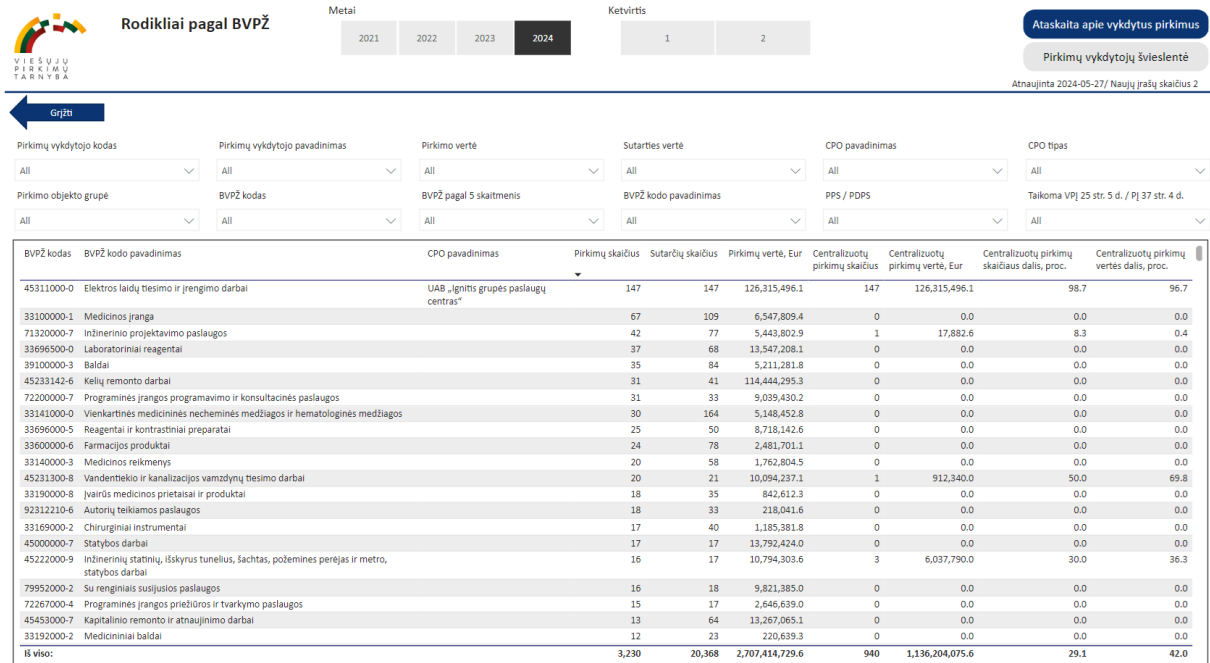 Rodikliai pagal BVPŽ
Metai
2021 2022 2023 2024
Ketvirtis
1 2
Ataskaita apie vykdytus pirkimus
Pirkimų vykdytojų švieslentė
VIEŠŲJŲ
PIRKIMŲ
TARNYBA
Atnaujinta 2024-05-27/ Naujų įrašų skaičius 2
Grįžti
Pirkimų vykdytojo kodas Pirkimų vykdytojo pavadinimas Pirkimo vertė Sutarties vertė CPO pavadinimas CPO tipas
All All All All All All
Pirkimo objekto grupė BVPŽ kodas BVPŽ pagal 5 skaitmenis BVPŽ kodo pavadinimas PPS / PDPS Taikoma VPĮ 25 str. 5 d. / PĮ 37 str. 4 d.
All All All All All All
BVPŽ kodas BVPŽ kodo pavadinimas CPO pavadinimas Pirkimų skaičius Sutarčių skaičius Pirkimų vertė, Eur Centralizuotų Centralizuotų Centralizuotų pirkimų Centralizuotų pirkimų
pirkimų skaičius pirkimų vertė, Eur skaičiaus dalis, proc. vertės dalis, proc.
45311000-0 Elektros laidų tiesimo ir įrengimo darbai UAB „Ignitis grupės paslaugų 147 147 126,315,496.1 147 126,315,496.1 98.7 96.7
centras“
33100000-1 Medicinos įranga 67 109 6,547,809.4 0 0.0 0.0 0.0
71320000-7 Inžinerinio projektavimo paslaugos 42 77 5,443,802.9 1 17,882.6 8.3 0.4
33696500-0 Laboratoriniai reagentai 37 68 13,547,208.1 0 0.0 0.0 0.0
39100000-3 Baldai 35 84 5,211,281.8 0 0.0 0.0 0.0
45233142-6 Kelių remonto darbai 31 41 114,444,295.3 0 0.0 0.0 0.0
72200000-7 Programinės įrangos programavimo ir konsultacinės paslaugos 31 33 9,039,430.2 0 0.0 0.0 0.0
33141000-0 Vienkartinės medicininės necheminės medžiagos ir hematologinės medžiagos 30 164 5,148,452.8 0 0.0 0.0 0.0
33696000-5 Reagentai ir kontrastiniai preparatai 25 50 8,718,142.6 0 0.0 0.0 0.0
33600000-6 Farmacijos produktai 24 78 2,481,701.1 0 0.0 0.0 0.0
33140000-3 Medicinos reikmenys 20 58 1,762,804.5 0 0.0 0.0 0.0
45231300-8 Vandentiekio ir kanalizacijos vamzdynų tiesimo darbai 20 21 10,094,237.1 1 912,340.0 50.0 69.8
33190000-8 Įvairūs medicinos prietaisai ir produktai 18 35 842,612.3 0 0.0 0.0 0.0
92312210-6 Autorių teikiamos paslaugos 18 33 218,041.6 0 0.0 0.0 0.0
33169000-2 Chirurginiai instrumentai 17 40 1,185,381.8 0 0.0 0.0 0.0
45000000-7 Statybos darbai 17 17 13,792,424.0 0 0.0 0.0 0.0
45222000-9 Inžinerinių statinių, išskyrus tunelius, šachtas, požemines perėjas ir metro, 16 17 10,794,303.6 3 6,037,790.0 30.0 36.3
statybos darbai
79952000-2 Su renginiais susijusios paslaugos 16 18 9,821,385.0 0 0.0 0.0 0.0
72267000-4 Programinės įrangos priežiūros ir tvarkymo paslaugos 15 17 2,646,639.0 0 0.0 0.0 0.0
45453000-7 Kapitalinio remonto ir atnaujinimo darbai 13 64 13,267,065.1 0 0.0 0.0 0.0
33192000-2 Medicininiai baldai 12 23 220,639.3 0 0.0 0.0 0.0
Iš viso: 3,230 20,368 2,707,414,729.6 940 1,136,204,075.6 29.1 42.0